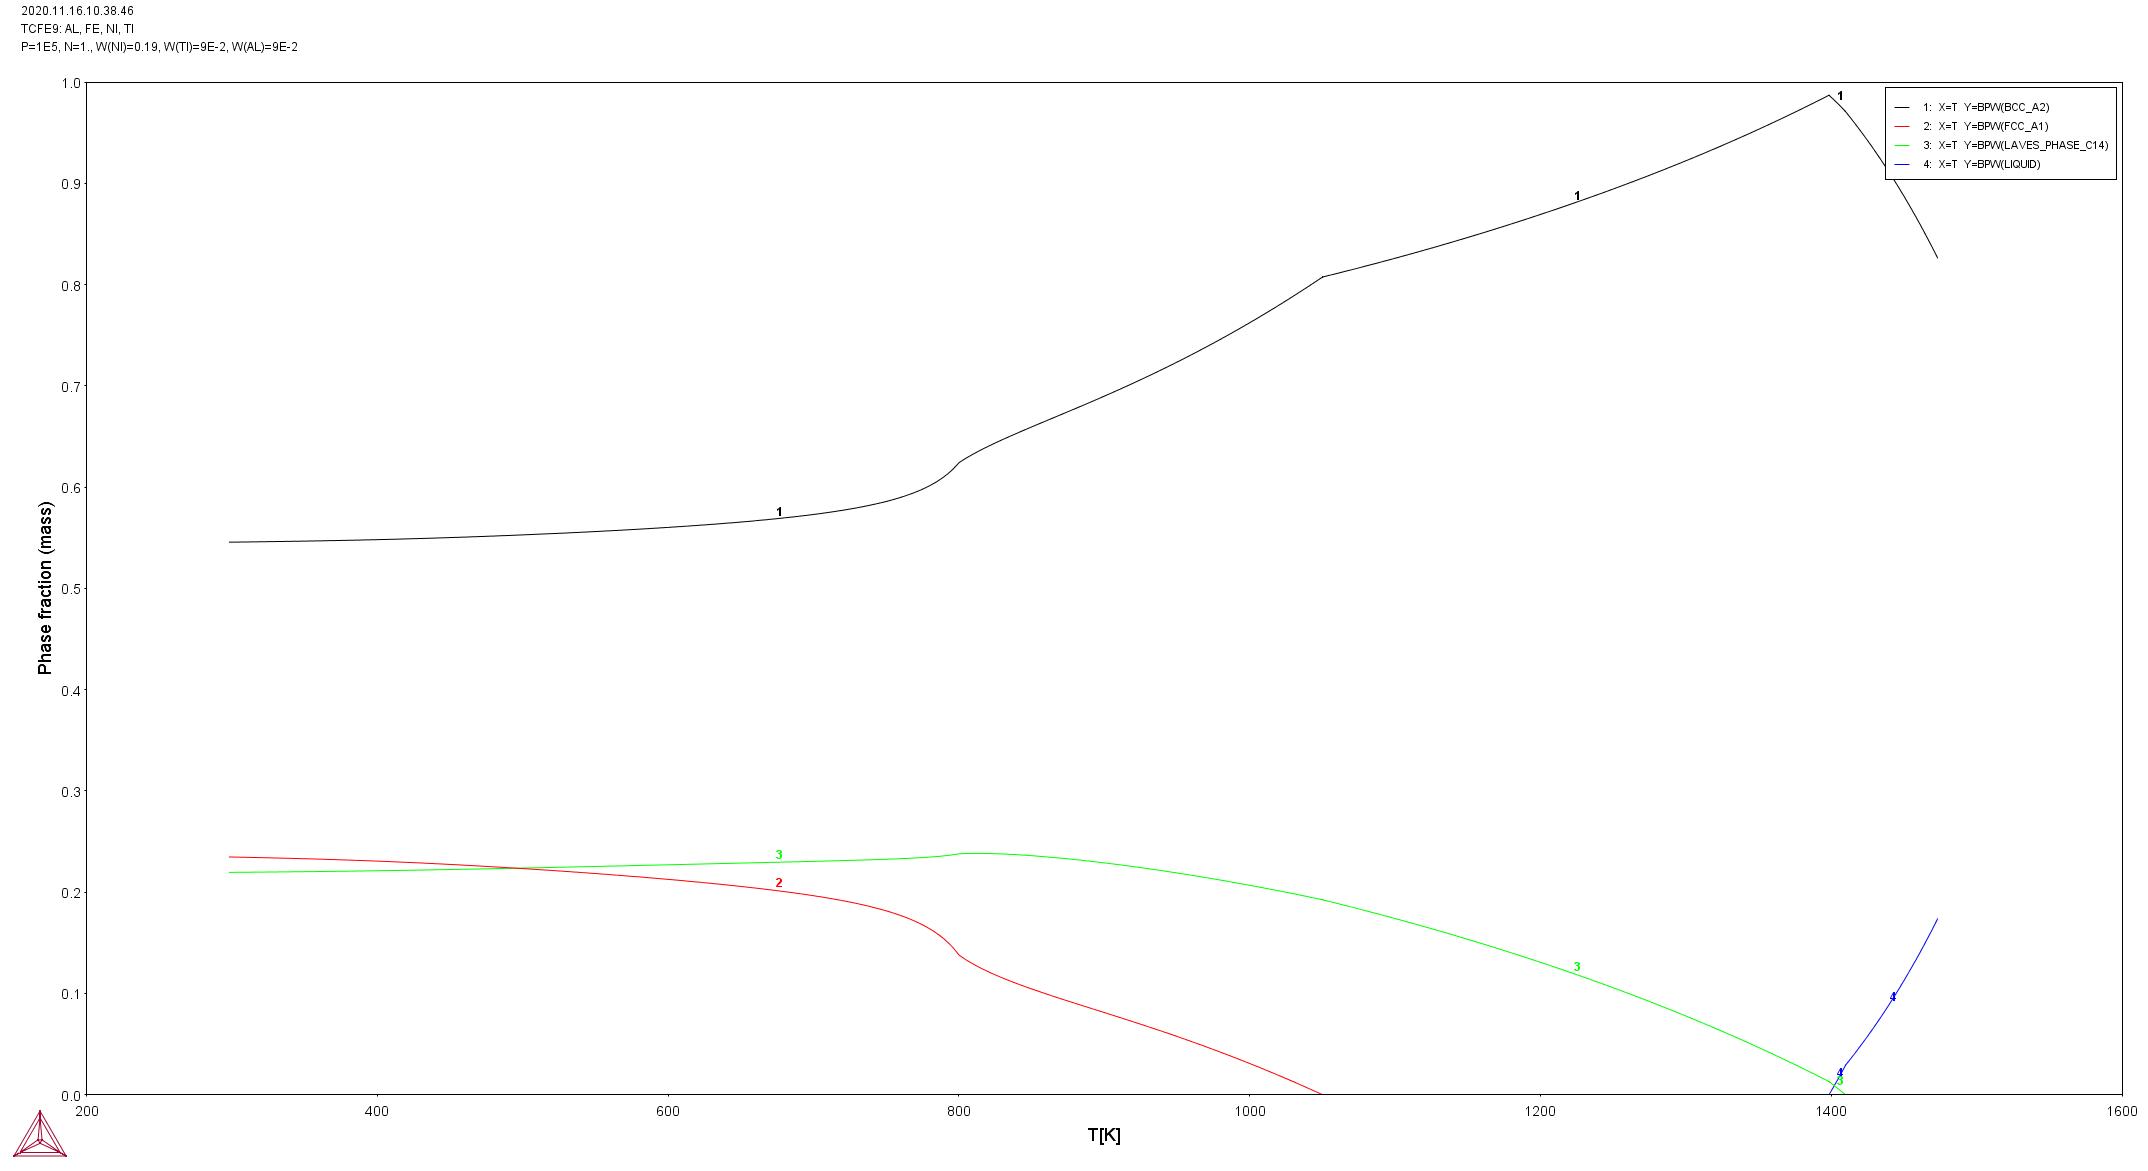 2020.11.16.10.38.46
TCFE9: AL, FE, NI, TI
P=1E5, N=1., W(NI)=0.19, W(TI)=9E-2, W(AL)=9E-2
1.0
0.9
0.8
0.7
0.6
0.5
0.4
0.3
0.2
0.1
0.0
Phase fraction (mass)
1
1
1
3
2
3
4
4
3
1: X=T Y=BPW(BCC_A2)
2: X=T Y=BPW(FCC_A1)
3: X=T Y=BPW(LAVES_PHASE_C14)
4: X=T Y=BPW(LIQUID)
200 400 600 800 1000 1200 1400 1600
T[K]